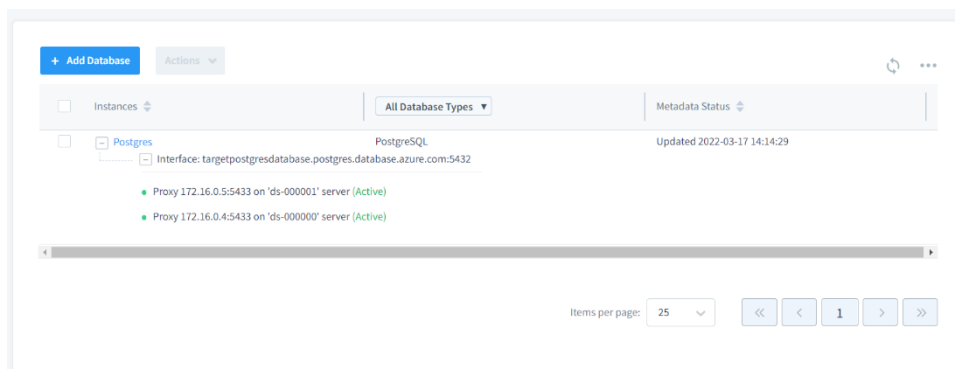 + Add Database Actions
Instances All Database Types ▼ Metadata Status
Postgres PostgreSQL Updated 2022-03-17 14:14:29
Interface: targetpostgresdatabase.postgres.database.azure.com:5432
Proxy 172.16.0.5:5433 on 'ds-000001' server (Active)
Proxy 172.16.0.4:5433 on 'ds-000000' server (Active)
Items per page: 25 << < 1 > >>